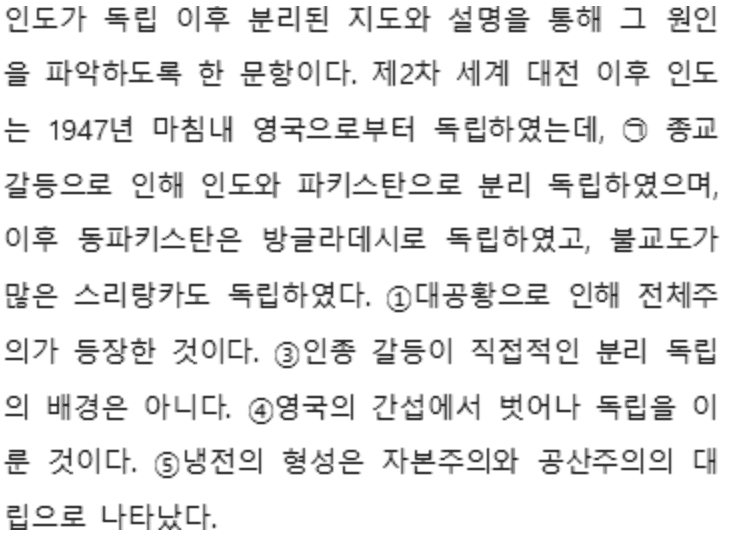 인도가 독립 이후 분리된 지도와 설명을 통해 그 원인
을 파악하도록 한 문항이다. 제2차 세계 대전 이후 인도
는 1947년 마침내 영국으로부터 독립하였는데, ㉠ 종교
갈등으로 인해 인도와 파키스탄으로 분리 독립하였으며,
이후 동파키스탄은 방글라데시로 독립하였고, 불교도가
많은 스리랑카도 독립하였다. ①대공황으로 인해 전체주
의가 등장한 것이다. ③인종 갈등이 직접적인 분리 독립
의 배경은 아니다. ④영국의 간섭에서 벗어나 독립을 이
룬 것이다. ⑤냉전의 형성은 자본주의와 공산주의의 대
립으로 나타났다.